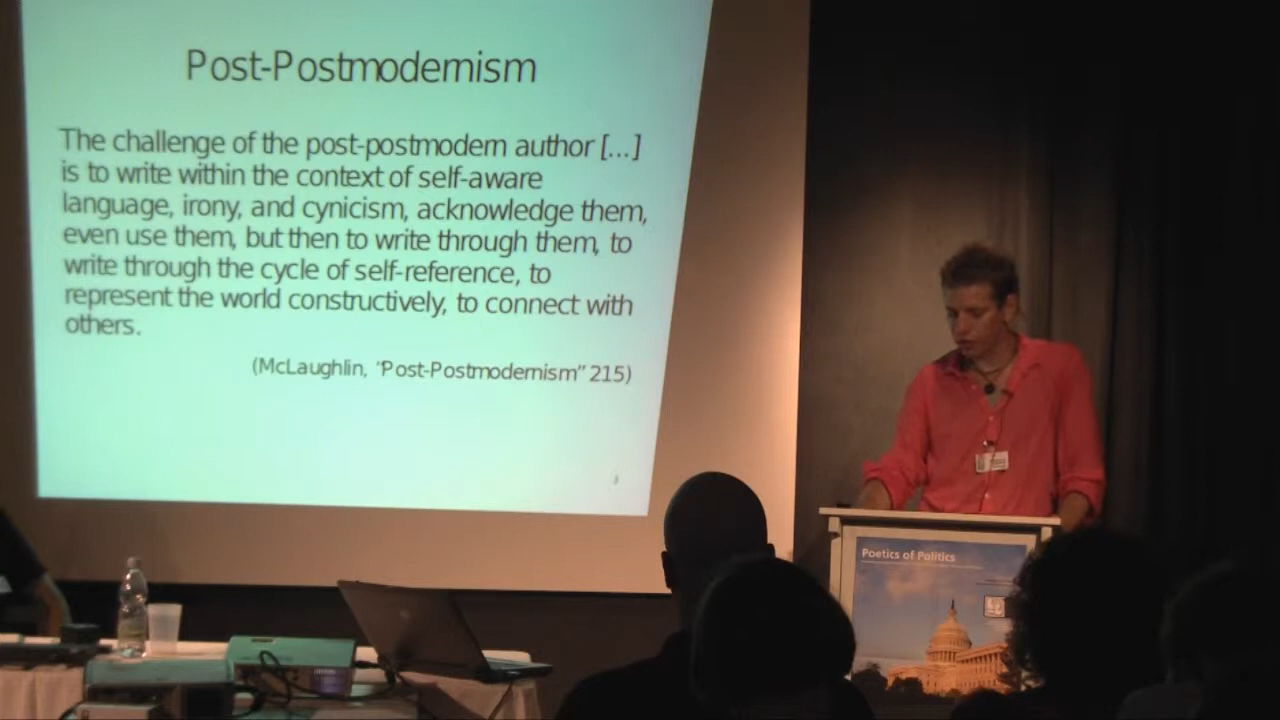 Post-Postmodernism
The challenge of the post-postmodern author [...]
is to write within the context of self-aware
language, irony, and cynicism, acknowledge them,
even use them, but then to write through them, to
write through the cycle of self-reference, to
represent the world constructively, to connect with
others.
(McLaughlin, “Post-Postmodernism” 215)
Poetics of Politics